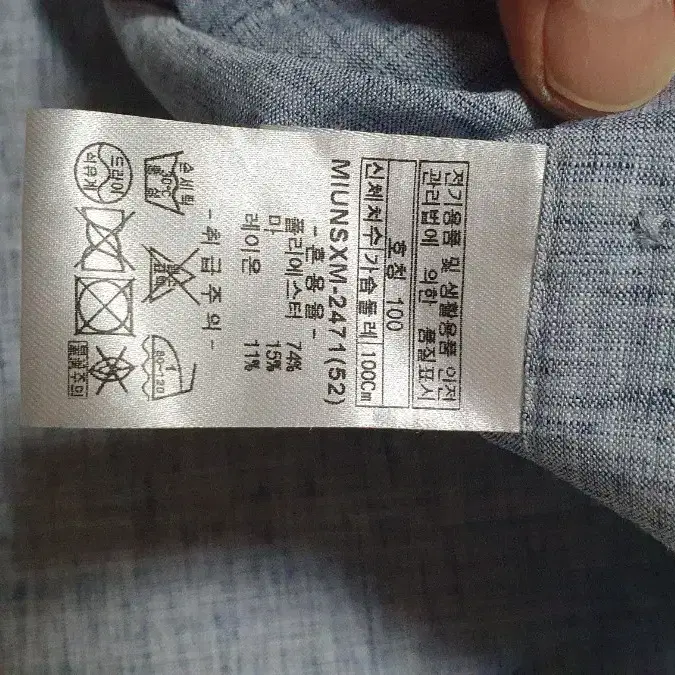 전기용품 및 생활용품 안전
관리법에 의한 품질표시
호칭 100
신체치수 가슴둘레 100Cm
MIUNSXM-2471(52)
- 혼 용 율 -
폴리에스터 74%
마 15%
레이온 11%
- 취 급 주 의 -
손세탁
30℃
중 성
80~120
드라이
석유계